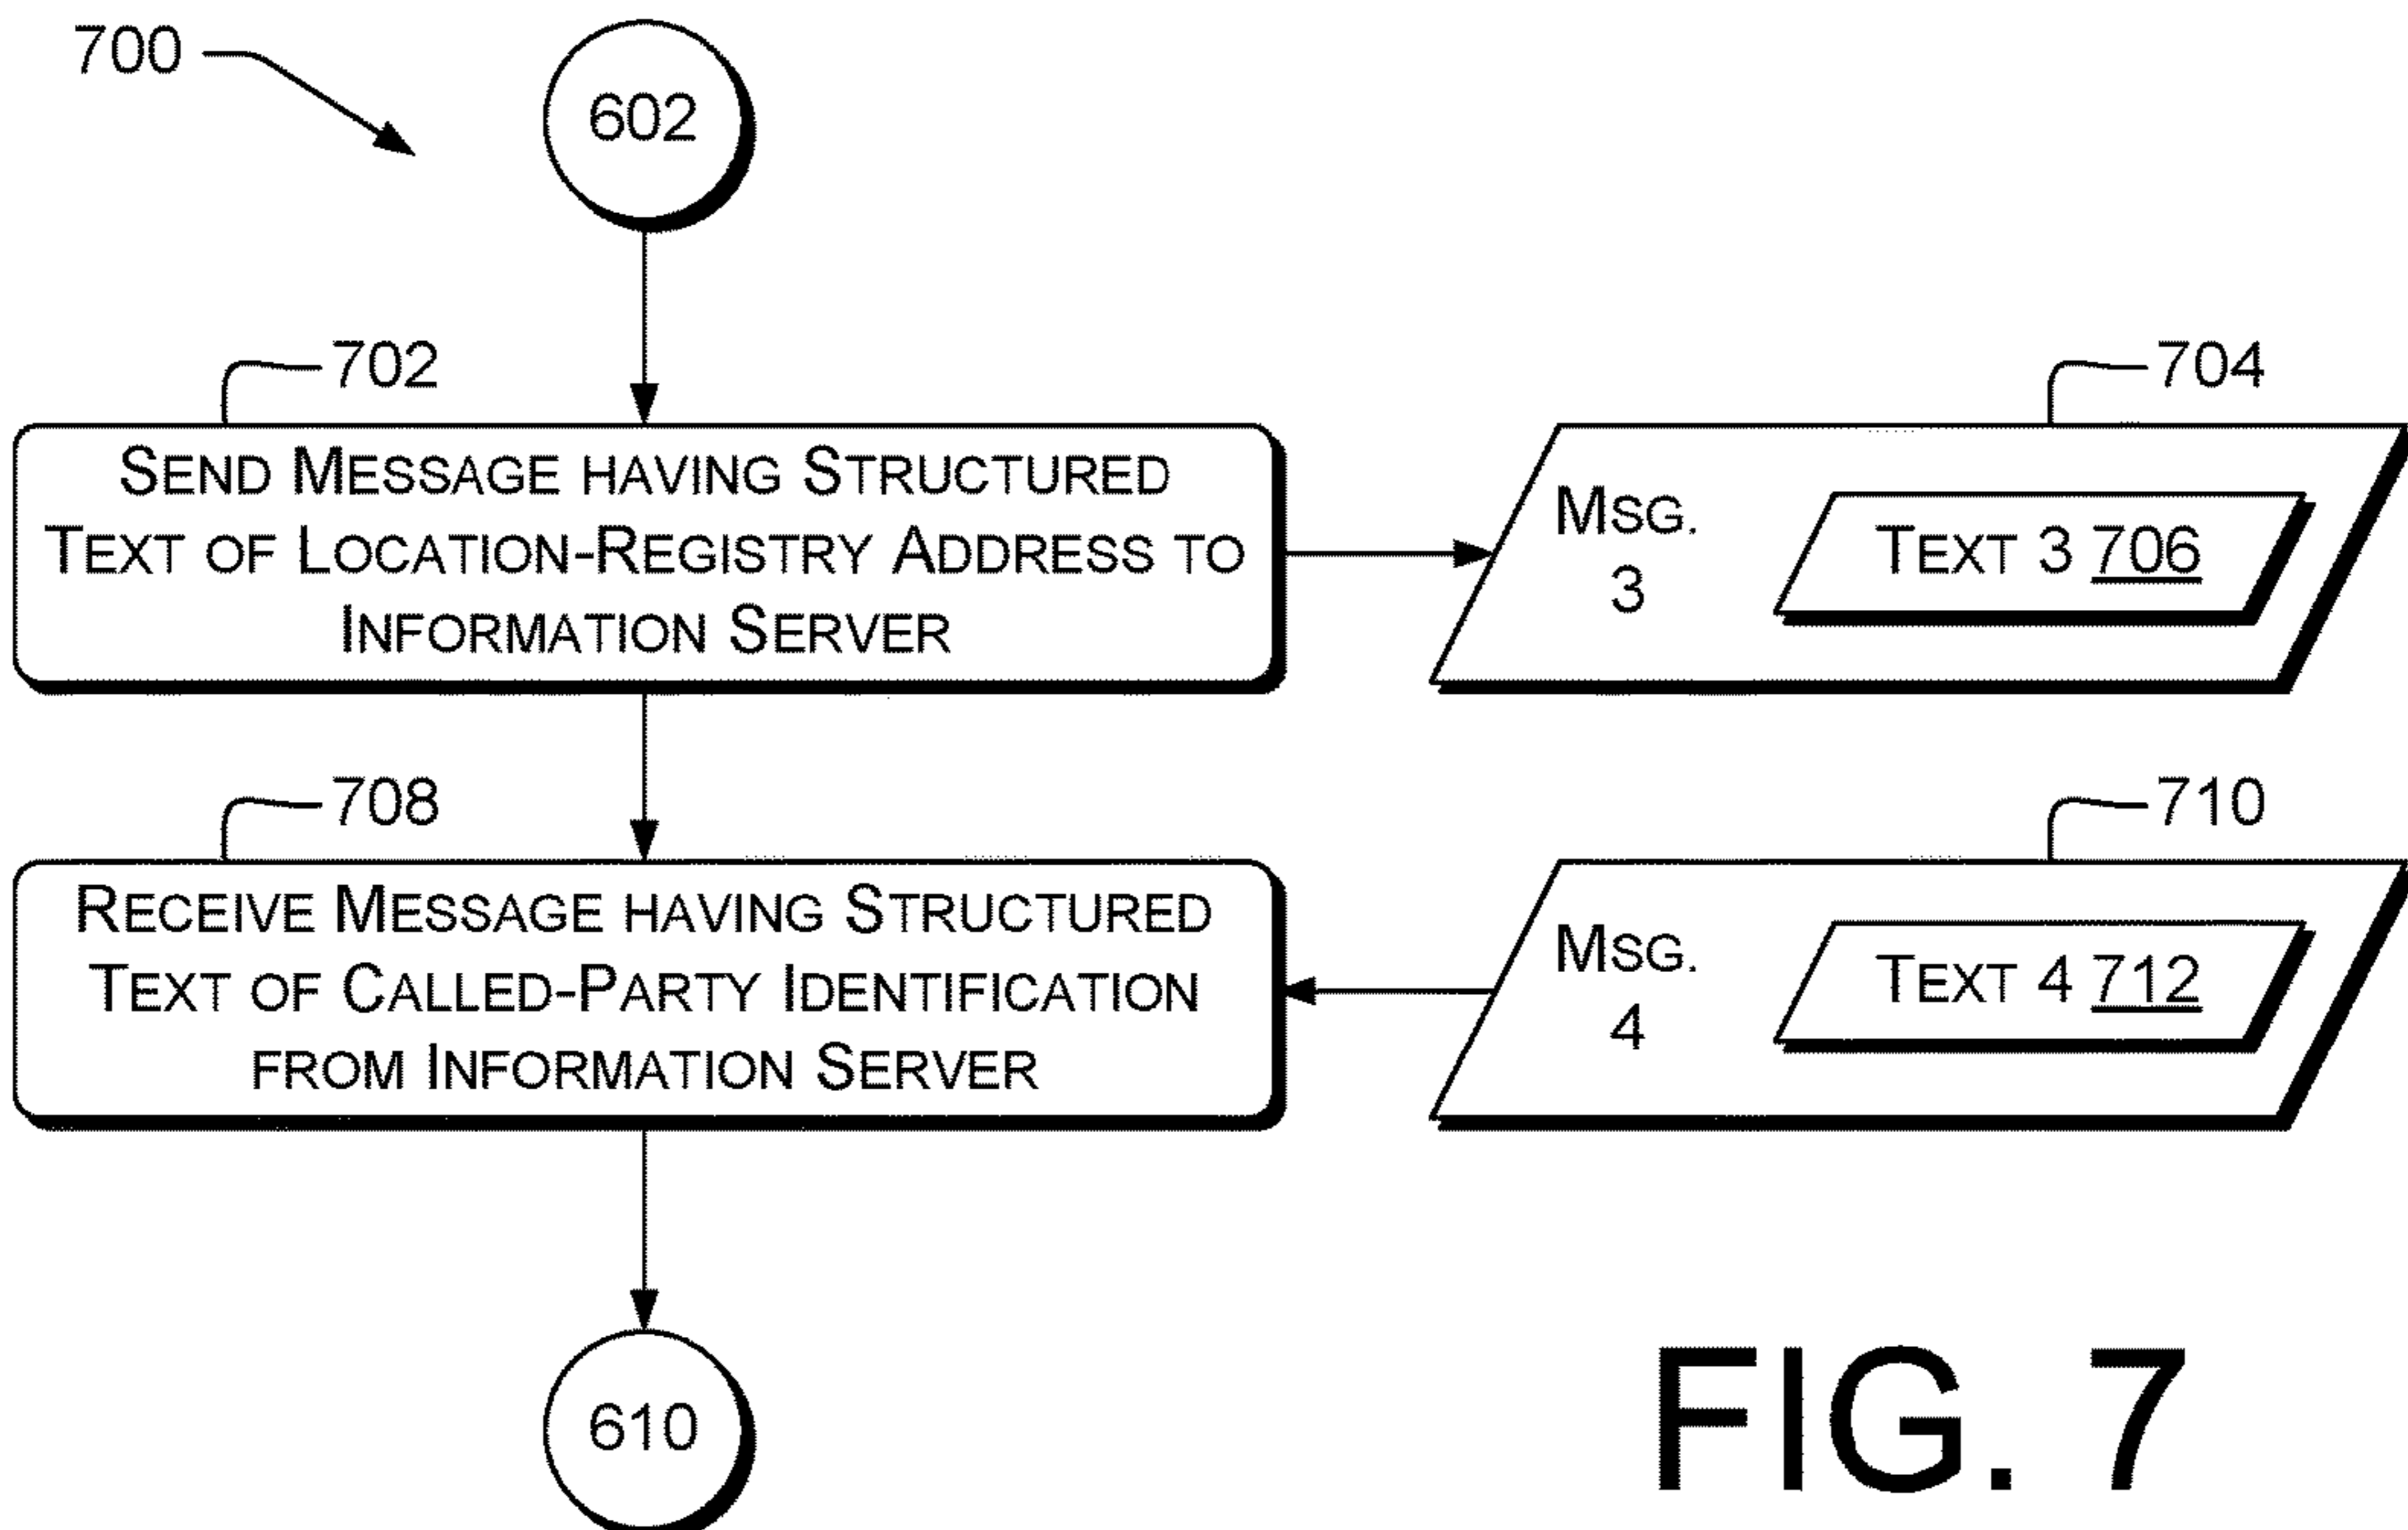 700
602
702
SEND MESSAGE HAVING STRUCTURED
TEXT OF LOCATION-REGISTRY ADDRESS TO
INFORMATION SERVER
704
MSG.
3
TEXT 3 706
708
RECEIVE MESSAGE HAVING STRUCTURED
TEXT OF CALLED-PARTY IDENTIFICATION
FROM INFORMATION SERVER
710
MSG.
4
TEXT 4 712
610
FIG. 7